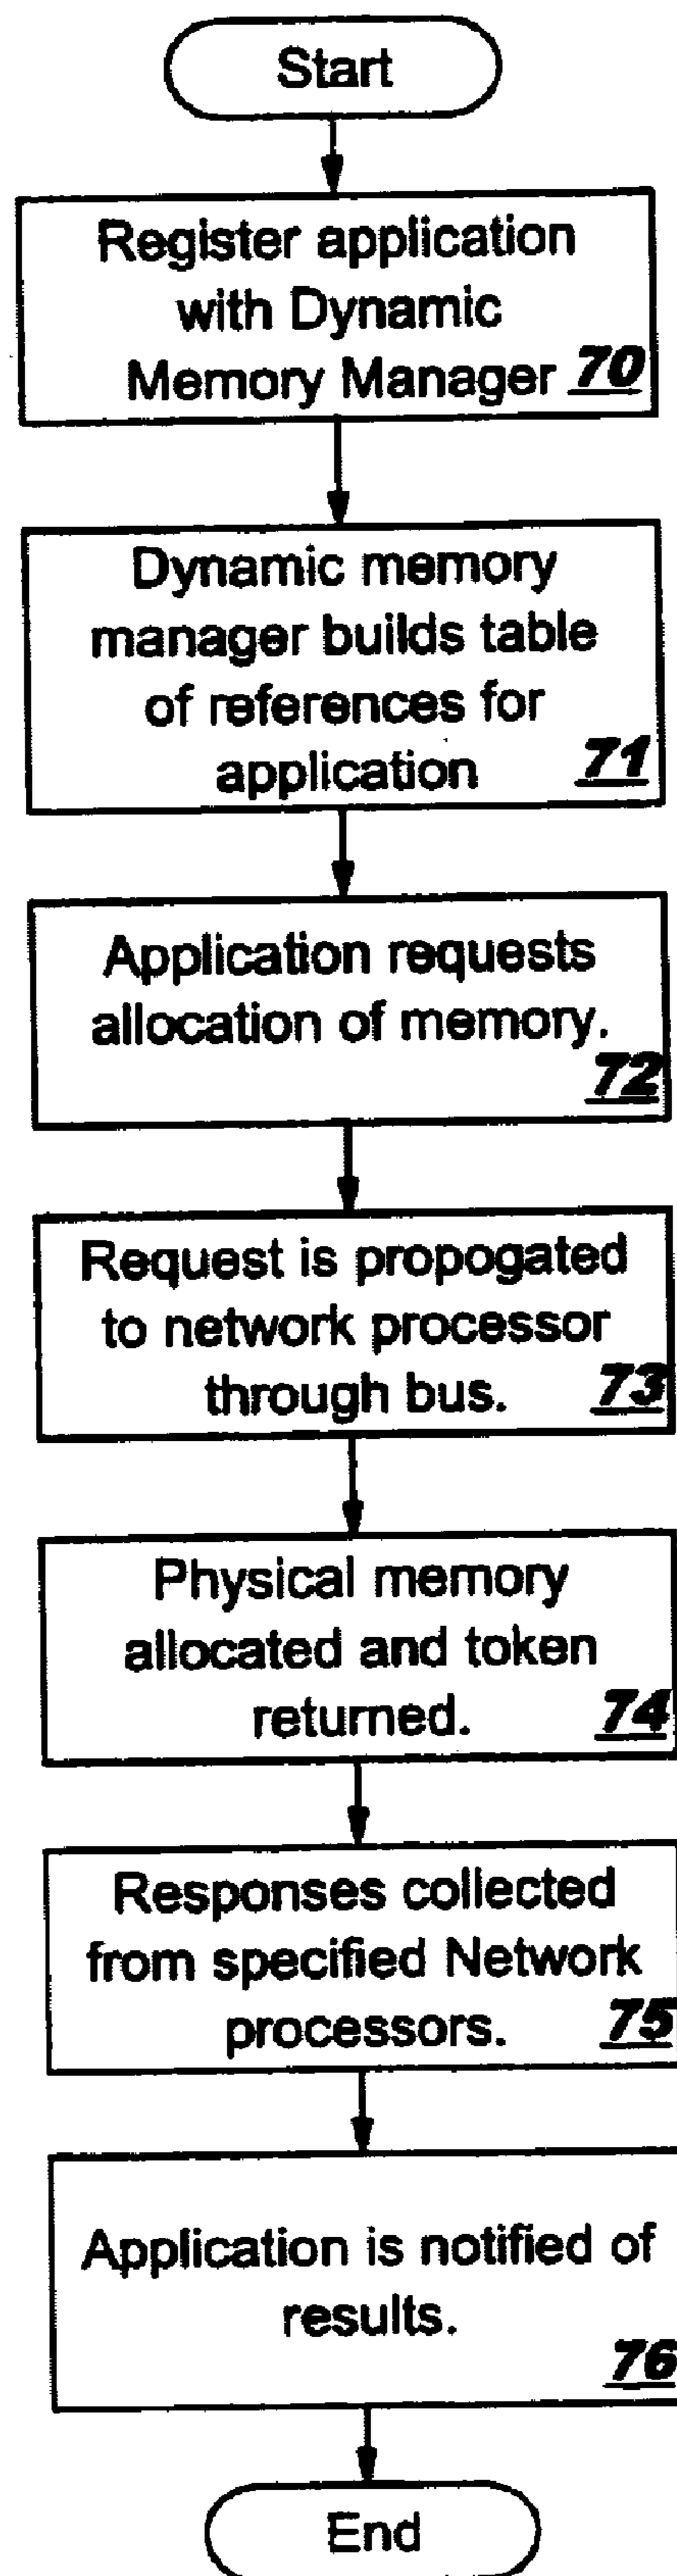 Start
Register application
with Dynamic
Memory Manager 70
Dynamic memory
manager builds table
of references for
application 71
Application requests
allocation of memory.
72
Request is propogated
to network processor
through bus. 73
Physical memory
allocated and token
returned. 74
Responses collected
from specified Network
processors. 75
Application is notified of
results.
76
End